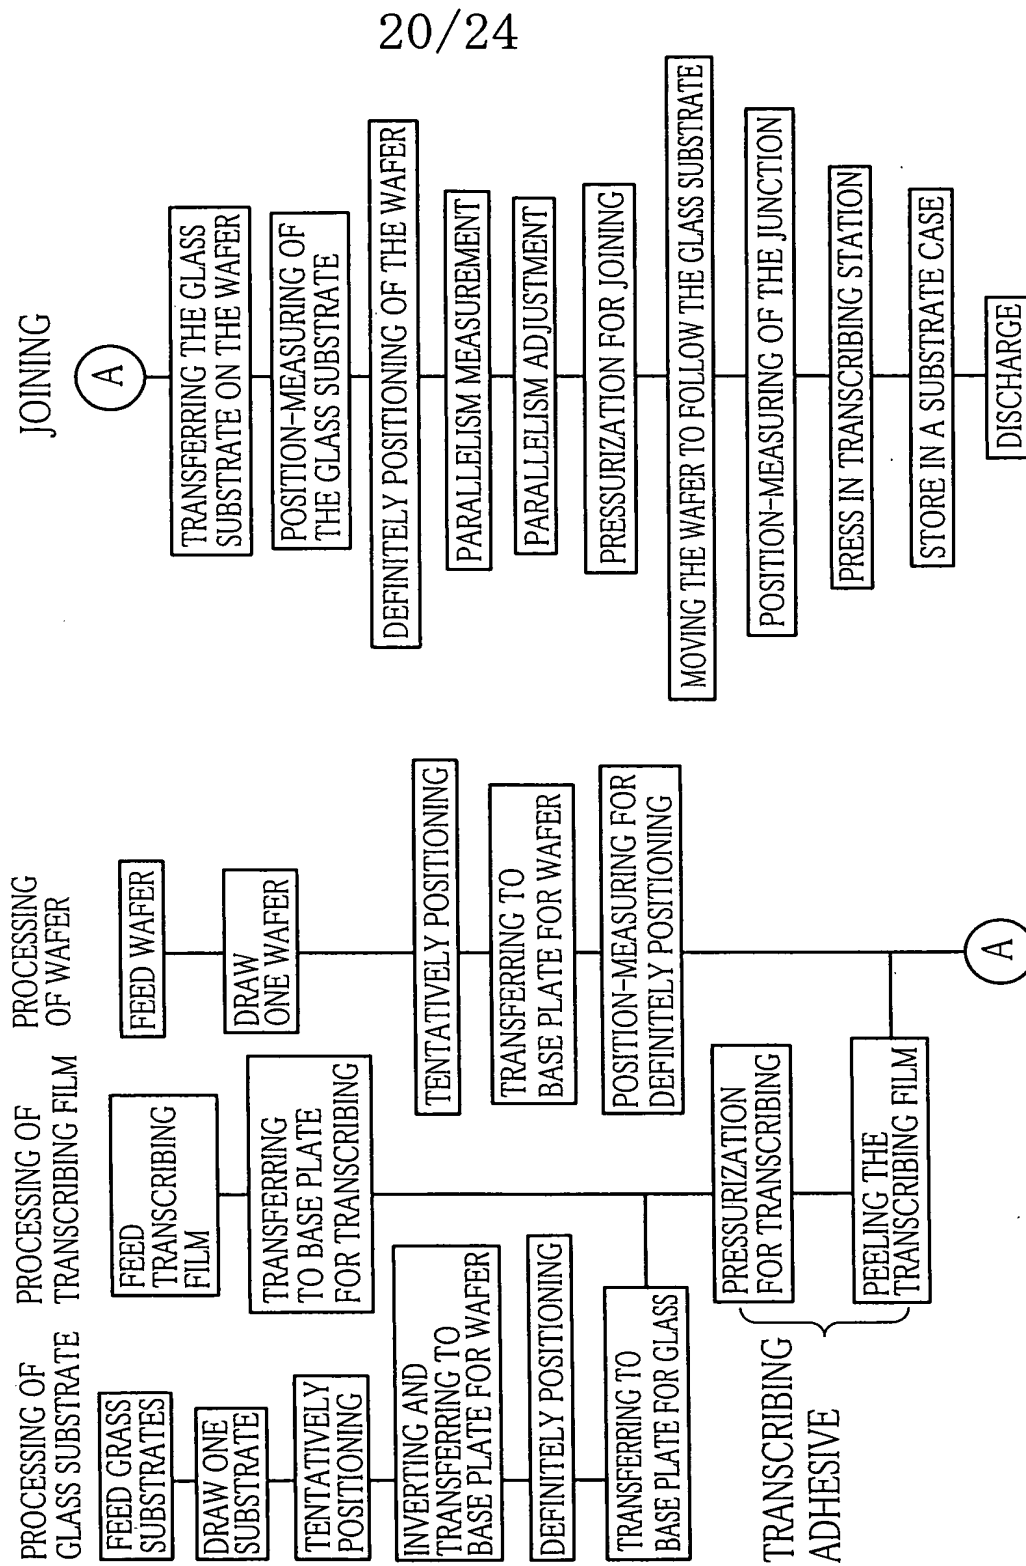 20/24
PROCESSING OF
GLASS SUBSTRATE
FEED GRASS
SUBSTRATES
DRAW ONE
SUBSTRATE
TENTATIVELY
POSITIONING
INVERTING AND
TRANSFERRING TO
BASE PLATE FOR WAFER
DEFINITELY POSITIONING
TRANSFERRING TO
BASE PLATE FOR GLASS
PROCESSING OF
TRANSCRIBING FILM
FEED
TRANSCRIBING
FILM
TRANSFERRING
TO BASE PLATE
FOR TRANSCRIBING
TRANSCRIBING
ADHESIVE
PRESSURIZATION
FOR TRANSCRIBING
PEELING THE
TRANSCRIBING FILM
PROCESSING
OF WAFER
FEED WAFER
DRAW
ONE WAFER
TENTATIVELY POSITIONING
TRANSFERRING TO
BASE PLATE FOR WAFER
POSITION-MEASURING FOR
DEFINITELY POSITIONING
A
JOINING
A
TRANSFERRING THE GLASS
SUBSTRATE ON THE WAFER
POSITION-MEASURING OF
THE GLASS SUBSTRATE
DEFINITELY POSITIONING OF THE WAFER
PARALLELISM MEASUREMENT
PARALLELISM ADJUSTMENT
PRESSURIZATION FOR JOINING
MOVING THE WAFER TO FOLLOW THE GLASS SUBSTRATE
POSITION-MEASURING OF THE JUNCTION
PRESS IN TRANSCRIBING STATION
STORE IN A SUBSTRATE CASE
DISCHARGE